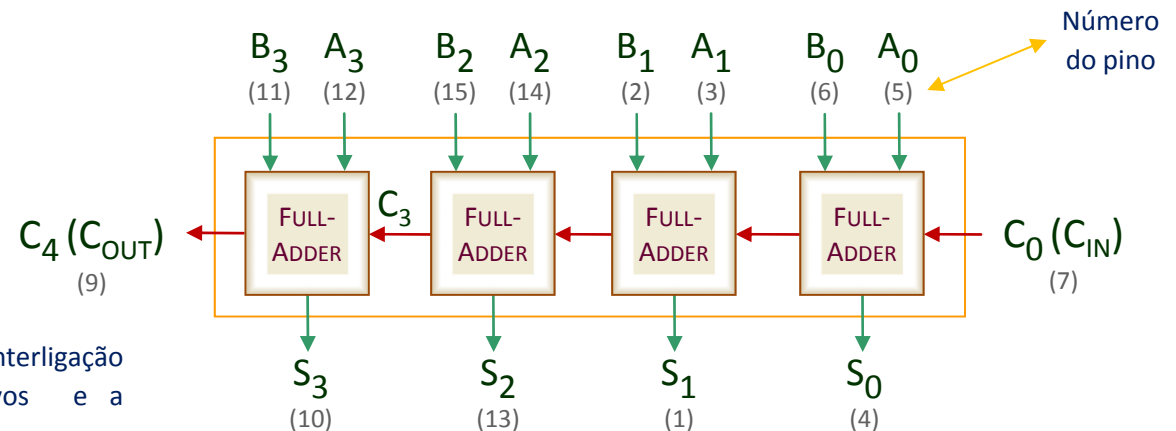 Número
do pino
B3 A3 B2 A2 B1 A1 B0 A0
(11) (12) (15) (14) (2) (3) (6) (5)
C4 (COUT)
(9)
FULL-
ADDER
C3
FULL-
ADDER
FULL-
ADDER
FULL-
ADDER
C0 (CIN)
(7)
S3 S2 S1 S0
(10) (13) (1) (4)
e a